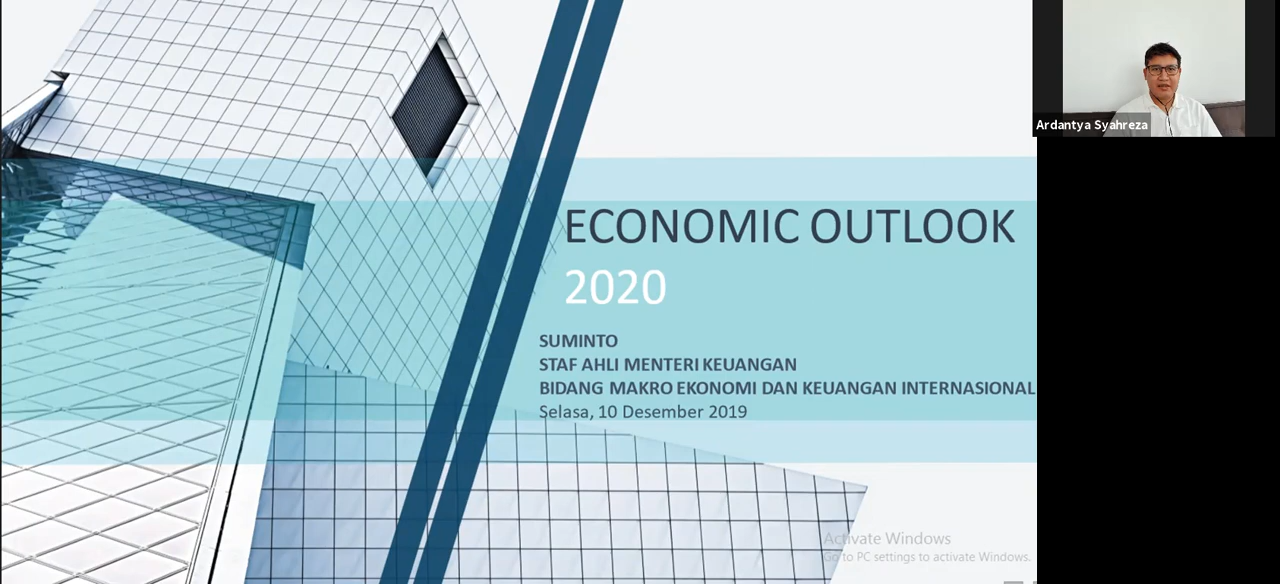 Ardantya Syahreza
ECONOMIC OUTLOOK
2020
SUMINTO
STAF AHLI MENTERI KEUANGAN
BIDANG MAKRO EKONOMI DAN KEUANGAN INTERNASIONAL
Selasa, 10 Desember 2019
Activate Windows
Go to PC settings to activate Windows.